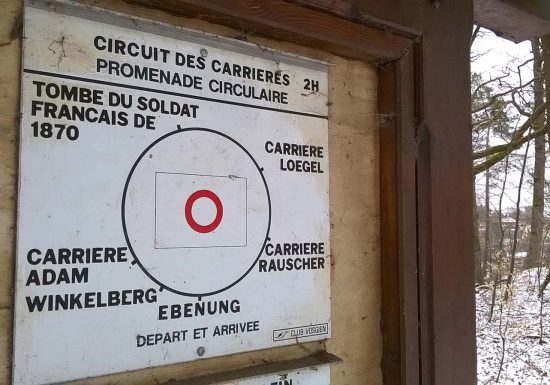 CIRCUIT DES CARRIERES 2H
PROMENADE CIRCULAIRE
TOMBE DU SOLDAT
FRANCAIS DE
1870
CARRIERE
LOEGEL
CARRIERE
RAUSCHER
CARRIERE
ADAM
WINKELBERG
EBENUNG
DEPART ET ARRIVEE
CLUB VOSGIEN